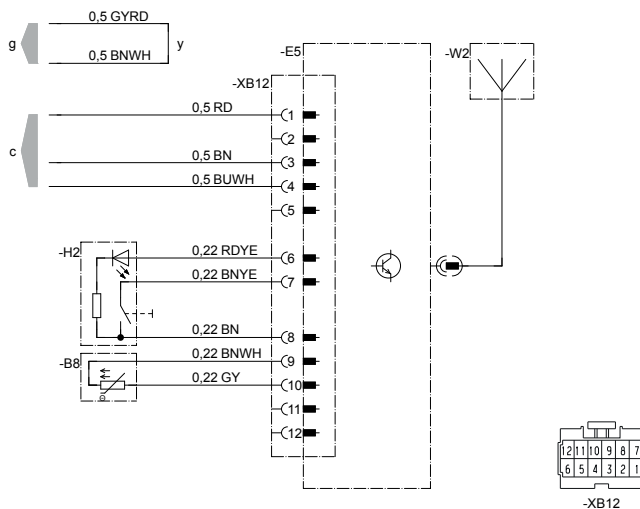 0,5 GYRD
g
0,5 BNWH
y
-E5
-W2
-XB12
0,5 RD
1
2
c
0,5 BN
3
0,5 BUWH
4
5
-H2
0,22 RDYE
6
0,22 BNYE
7
0,22 BN
8
-B8
0,22 BNWH
9
0,22 GY
10
11
12
12 11 10 9 8 7
6 5 4 3 2 1
-XB12